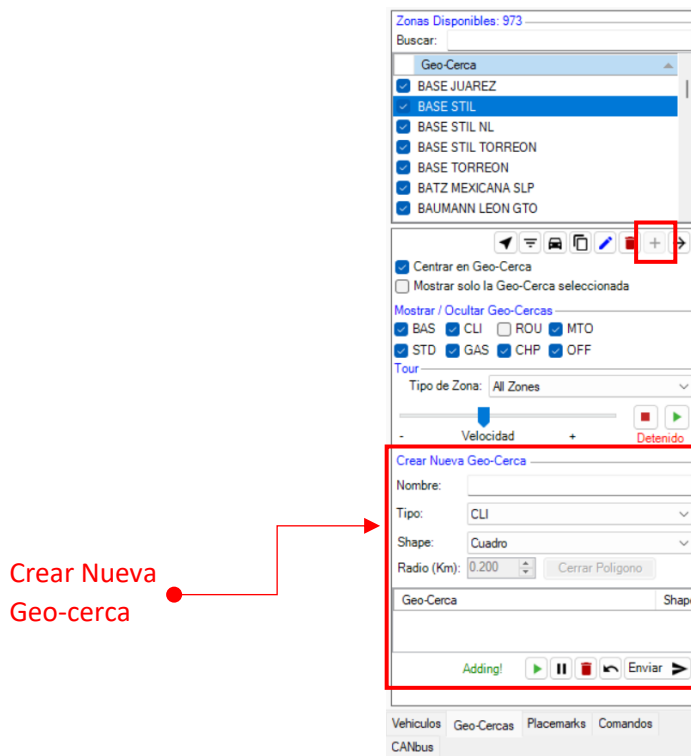 Zonas Disponibles: 973
Buscar:
Geo-Cerca
BASE JUAREZ
BASE STIL
BASE STIL NL
BASE STIL TORREON
BASE TORREON
BATZ MEXICANA SLP
BAUMANN LEON GTO
Centrar en Geo-Cerca
Mostrar solo la Geo-Cerca seleccionada
Mostrar / Ocultar Geo-Cercas
BAS CLI ROU MTO
STD GAS CHP OFF
Tour
Tipo de Zona: All Zones
- Velocidad + Detenido
Crear Nueva Geo-Cerca
Nombre:
Tipo: CLI
Shape: Cuadro
Radio (Km): 0.200 Cerrar Poligono
Geo-Cerca Shape
Adding! Enviar
Vehiculos Geo-Cercas Placemarks Comandos
CANbus
Crear Nueva
Geo-cerca